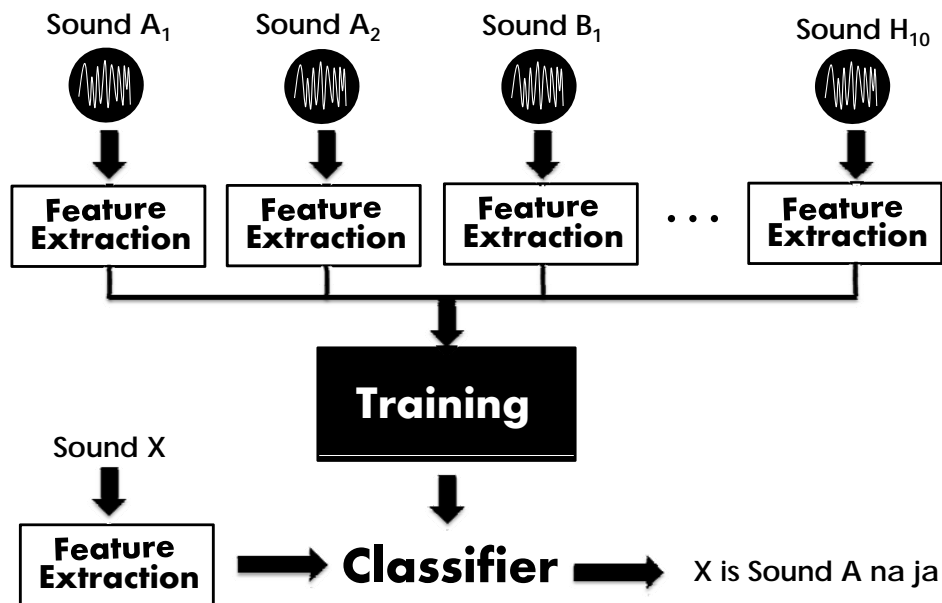 Sound A₁ Sound A₂ Sound B₁ Sound H₁₀
Feature Extraction
Feature Extraction
Feature Extraction
. . .
Feature Extraction
Training
Sound X
Feature Extraction
Classifier
X is Sound A na ja